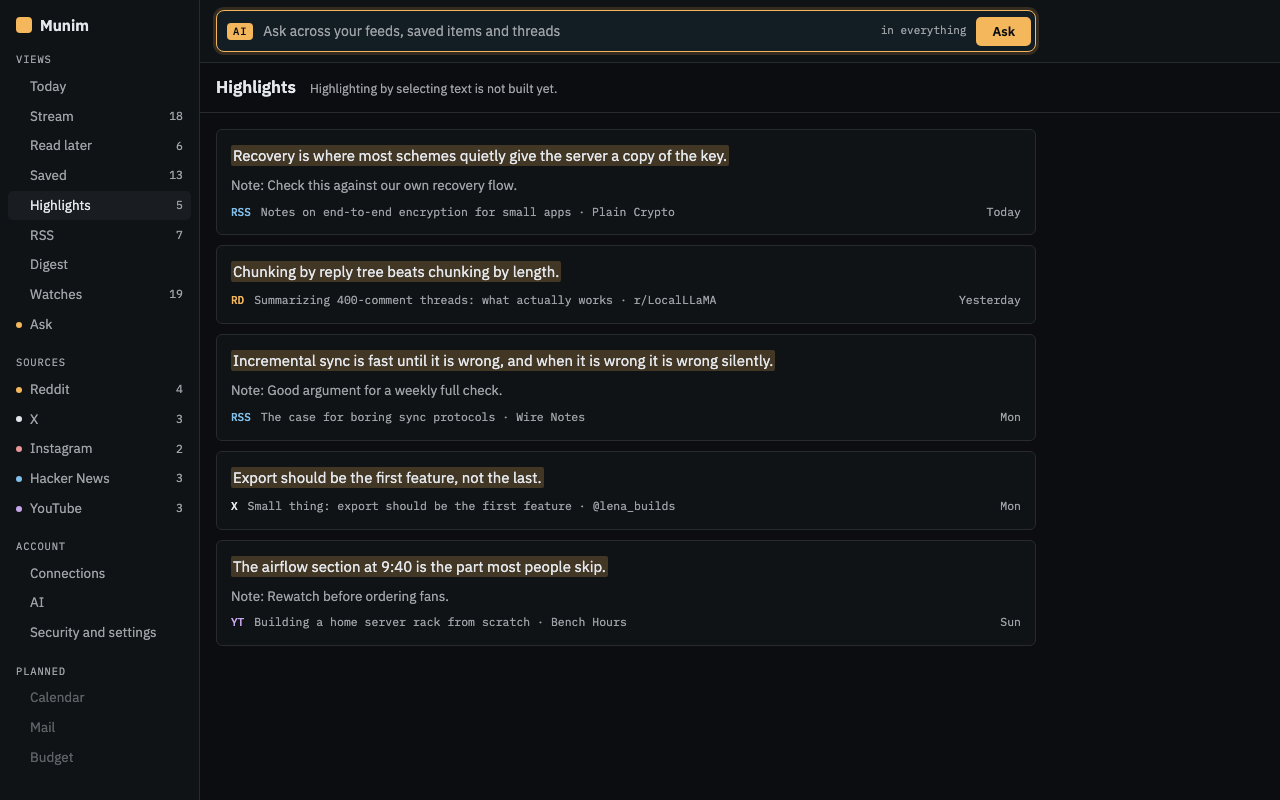 Munim
VIEWS
Today
Stream 18
Read later 6
Saved 13
Highlights 5
RSS 7
Digest
Watches 19
Ask
SOURCES
Reddit 4
X 3
Instagram 2
Hacker News 3
YouTube 3
ACCOUNT
Connections
AI
Security and settings
PLANNED
Calendar
Mail
Budget
AI Ask across your feeds, saved items and threads in everything Ask
Highlights Highlighting by selecting text is not built yet.
Recovery is where most schemes quietly give the server a copy of the key.
Note: Check this against our own recovery flow.
RSS Notes on end-to-end encryption for small apps · Plain Crypto Today
Chunking by reply tree beats chunking by length.
RD Summarizing 400-comment threads: what actually works · r/LocalLLaMA Yesterday
Incremental sync is fast until it is wrong, and when it is wrong it is wrong silently.
Note: Good argument for a weekly full check.
RSS The case for boring sync protocols · Wire Notes Mon
Export should be the first feature, not the last.
X Small thing: export should be the first feature · @lena_builds Mon
The airflow section at 9:40 is the part most people skip.
Note: Rewatch before ordering fans.
YT Building a home server rack from scratch · Bench Hours Sun